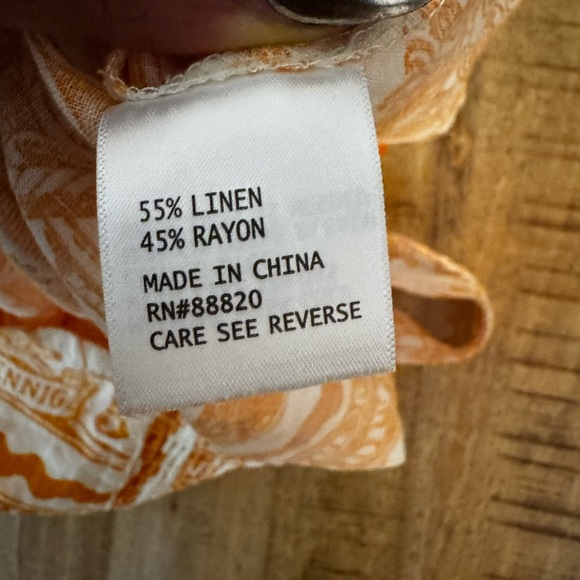 55% LINEN
45% RAYON
MADE IN CHINA
RN#88820
CARE SEE REVERSE